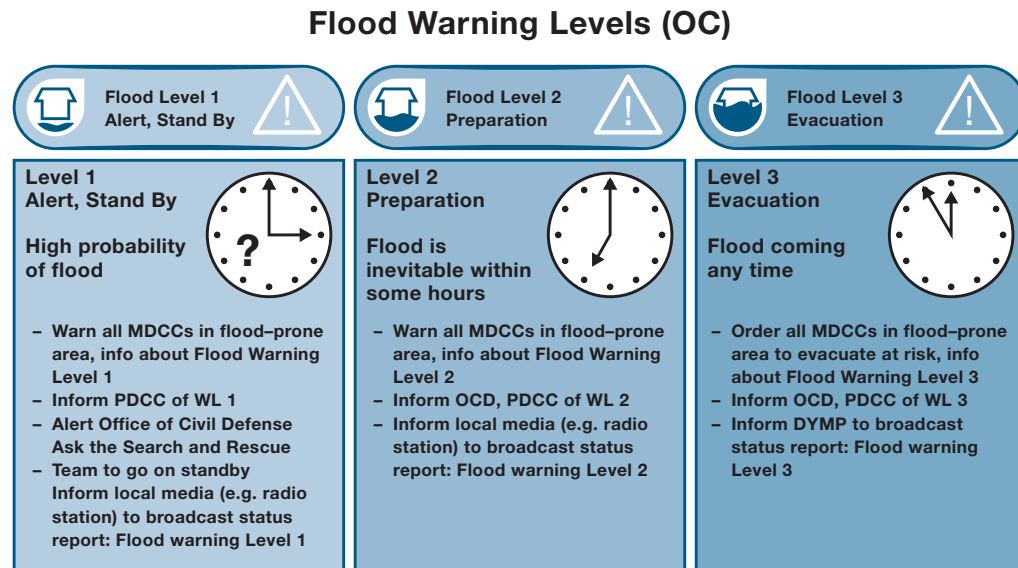 Flood Warning Levels (OC)
Flood Level 1
Alert, Stand By
!
Flood Level 2
Preparation
!
Flood Level 3
Evacuation
!
Level 1
Alert, Stand By
High probability
of flood
?
– Warn all MDCCs in flood–prone
area, info about Flood Warning
Level 1
– Inform PDCC of WL 1
– Alert Office of Civil Defense
Ask the Search and Rescue
– Team to go on standby
Inform local media (e.g. radio
station) to broadcast status
report: Flood warning Level 1
Level 2
Preparation
Flood is
inevitable within
some hours
– Warn all MDCCs in flood–prone
area, info about Flood Warning
Level 2
– Inform OCD, PDCC of WL 2
– Inform local media (e.g. radio
station) to broadcast status
report: Flood warning Level 2
Level 3
Evacuation
Flood coming
any time
– Order all MDCCs in flood–prone
area to evacuate at risk, info
about Flood Warning Level 3
– Inform OCD, PDCC of WL 3
– Inform DYMP to broadcast
status report: Flood warning
Level 3